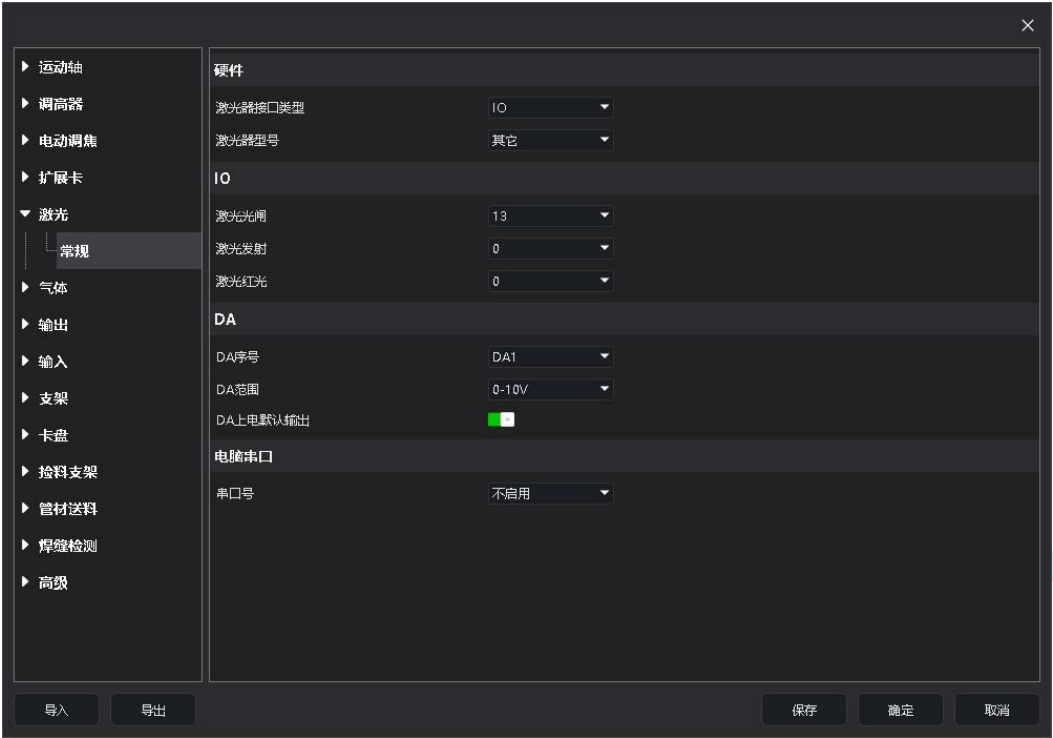 运动轴
调高器
电动调焦
扩展卡
激光
常规
气体
输出
输入
支架
卡盘
捡料支架
管材送料
焊缝检测
高级
硬件
激光器接口类型 IO
激光器型号 其它
IO
激光光闸 13
激光发射 0
激光红光 0
DA
DA序号 DA1
DA范围 0-10V
DA上电默认输出
电脑串口
串口号 不启用
导入 导出 保存 确定 取消